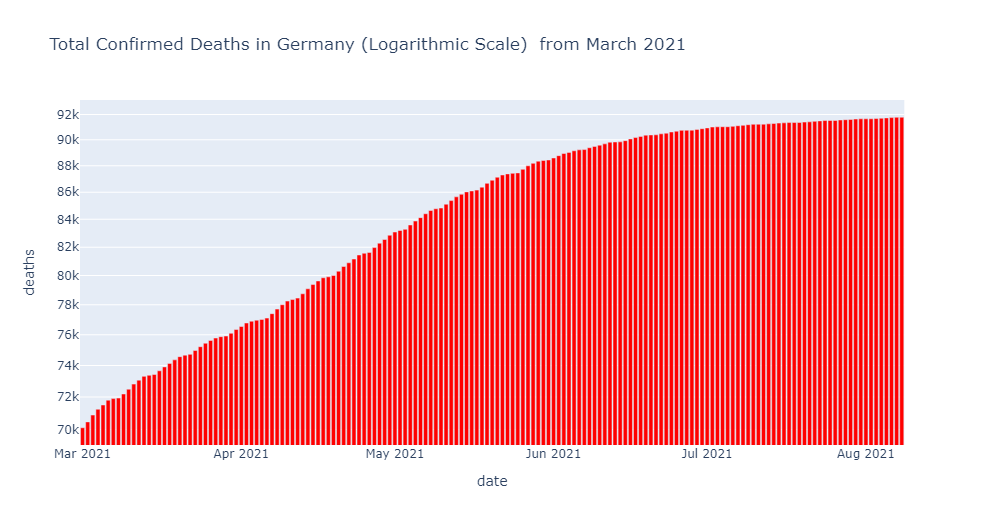 Total Confirmed Deaths in Germany (Logarithmic Scale)  from March 2021
92k
90k
88k
86k
84k
82k
80k
78k
76k
74k
72k
70k
deaths
Mar 2021 Apr 2021 May 2021 Jun 2021 Jul 2021 Aug 2021
date